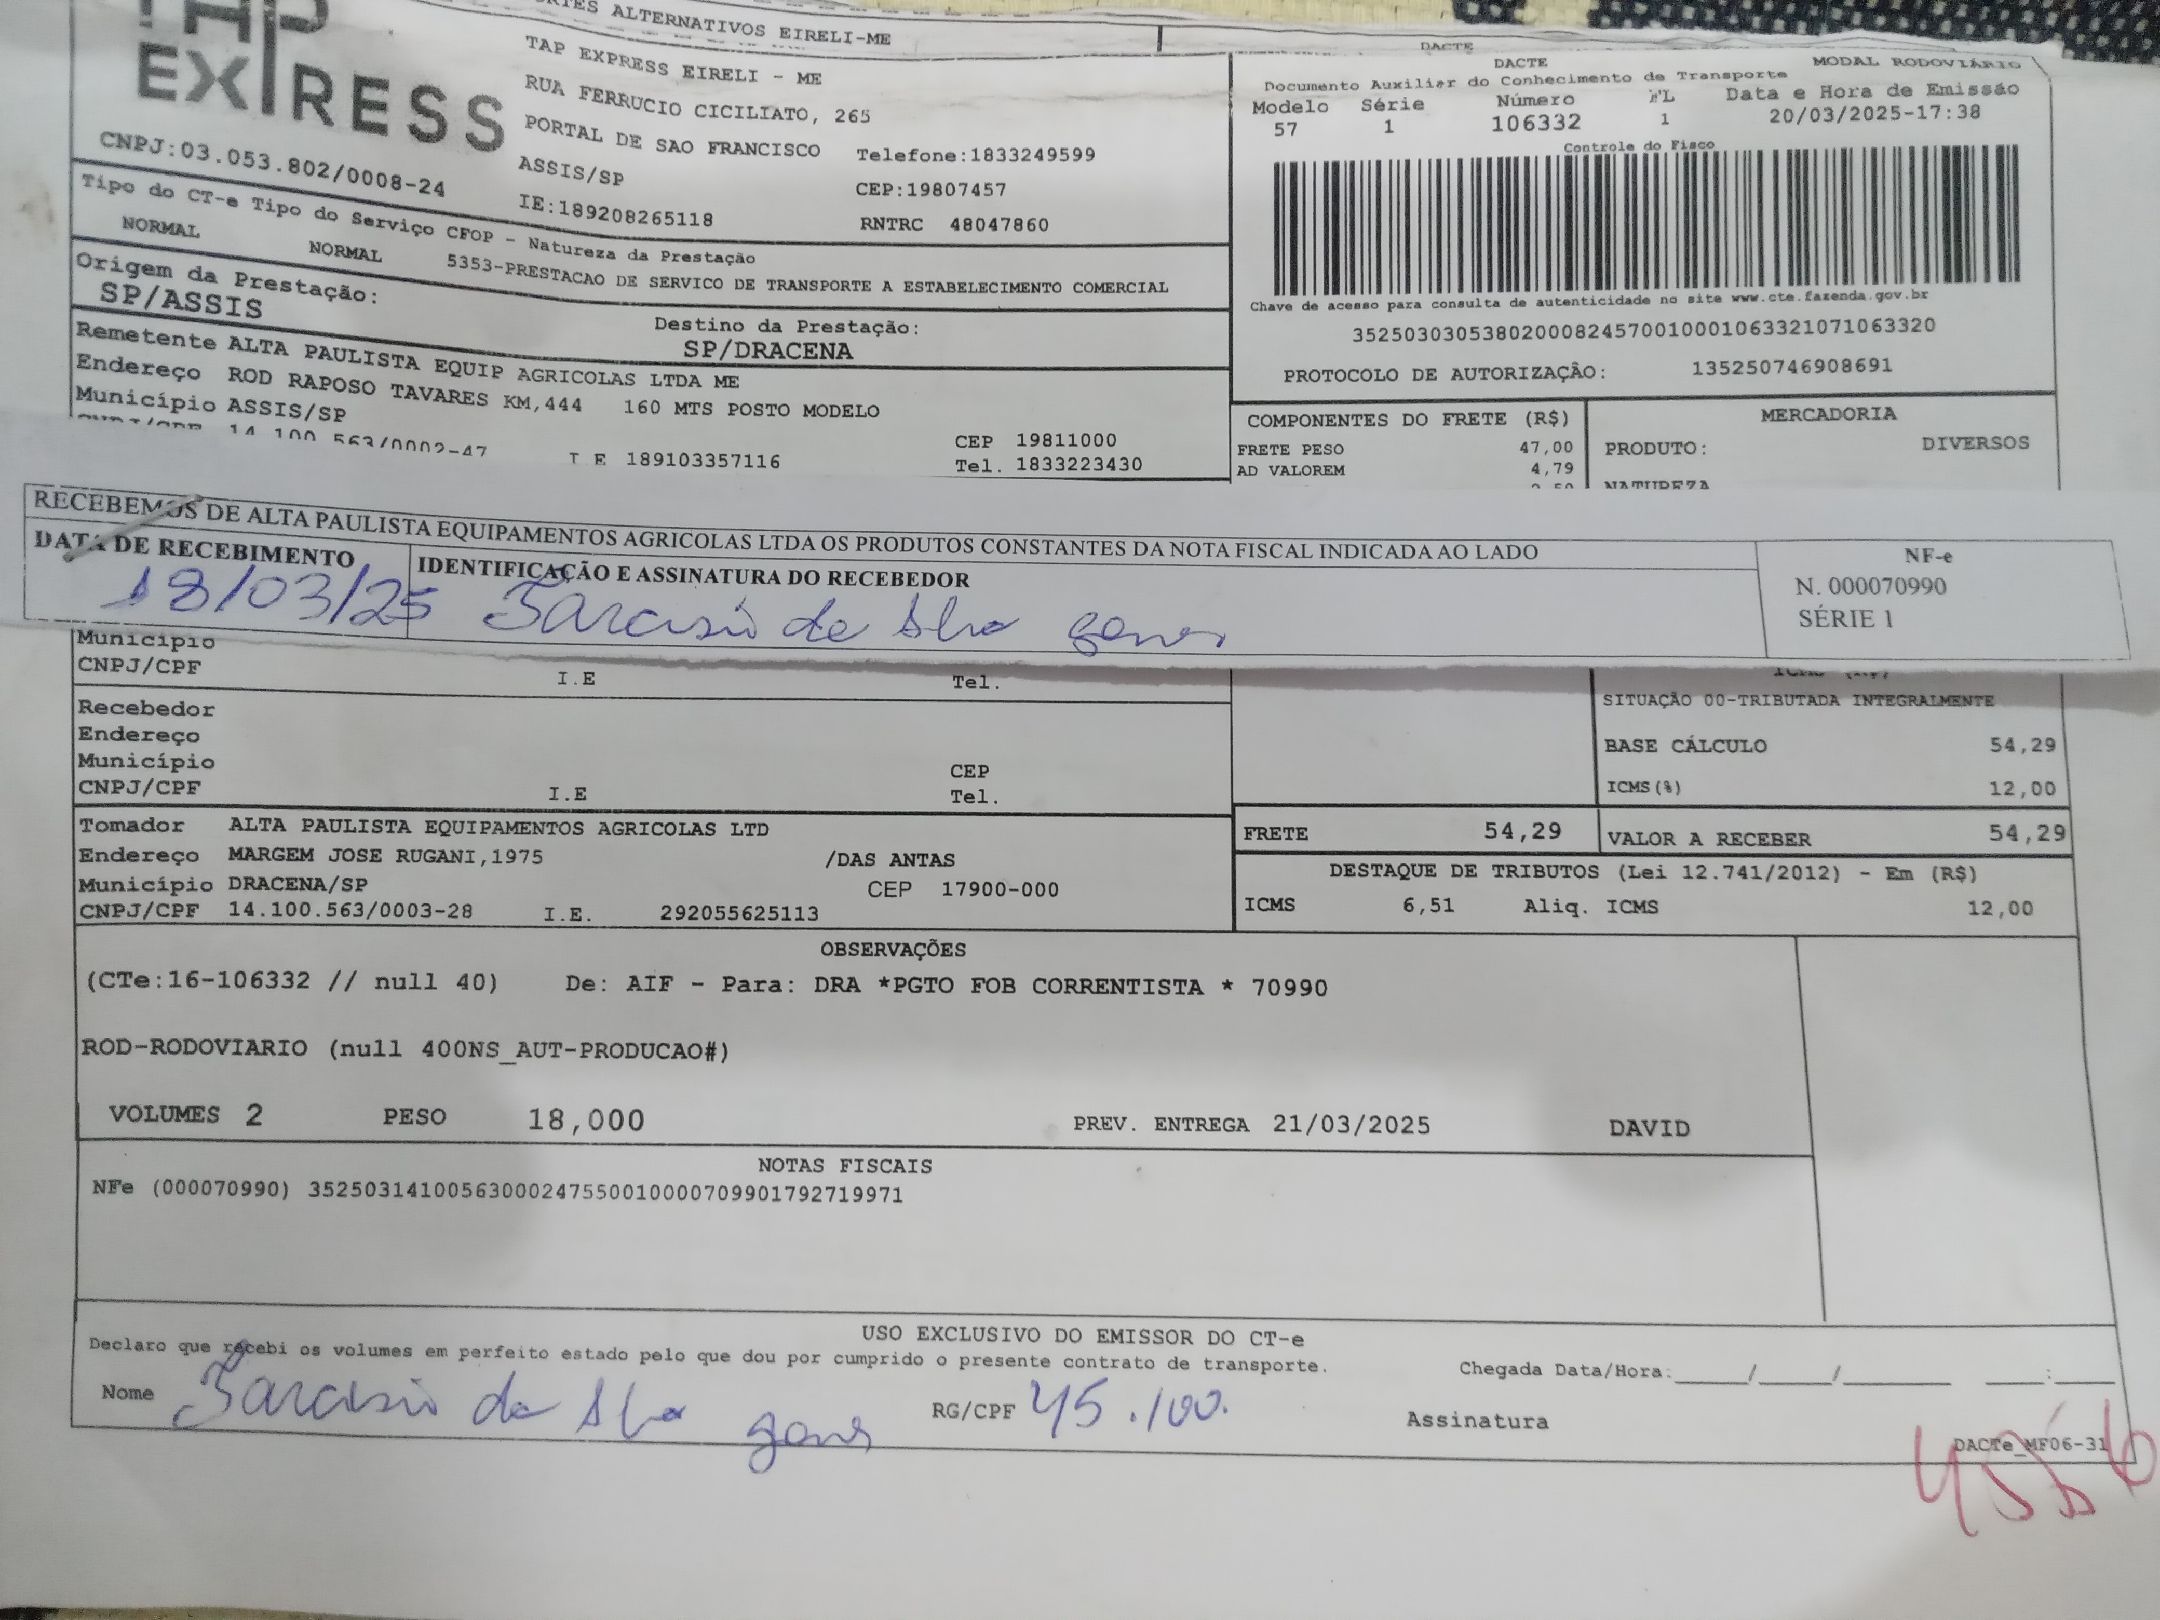 TAP
EXPRESS
ALTERNATIVOS EIRELI-ME
TAP EXPRESS EIRELI - ME
RUA FERRUCIO CICILIATO, 265
PORTAL DE SAO FRANCISCO Telefone:1833249599
ASSIS/SP CEP:19807457
CNPJ:03.053.802/0008-24 IE:189208265118 RNTRC 48047860
DACTE
DACTE MODAL RODOVIÁRIO
Documento Auxiliar do Conhecimento de Transporte
Modelo Série Número Data e Hora de Emissão
57 1 106332 1 20/03/2025-17:38
Controle do Fisco
Chave de acesso para consulta de autenticidade no site www.cte.fazenda.gov.br
35250303053802000824570010001063321071063320
PROTOCOLO DE AUTORIZAÇÃO: 135250746908691
Tipo do CT-e Tipo do Serviço CFOP - Natureza da Prestação
NORMAL NORMAL 5353-PRESTACAO DE SERVICO DE TRANSPORTE A ESTABELECIMENTO COMERCIAL
Origem da Prestação: Destino da Prestação:
SP/ASSIS SP/DRACENA
Remetente ALTA PAULISTA EQUIP AGRICOLAS LTDA ME
Endereço ROD RAPOSO TAVARES KM,444 160 MTS POSTO MODELO
Município ASSIS/SP CEP 19811000
14.100.563/0002-47 I E 189103357116 Tel. 1833223430
COMPONENTES DO FRETE (R$) MERCADORIA
FRETE PESO 47,00 PRODUTO: DIVERSOS
AD VALOREM 4,79 NATUREZA
RECEBEMOS DE ALTA PAULISTA EQUIPAMENTOS AGRICOLAS LTDA OS PRODUTOS CONSTANTES DA NOTA FISCAL INDICADA AO LADO
DATA DE RECEBIMENTO IDENTIFICAÇÃO E ASSINATURA DO RECEBEDOR
18/03/25
NF-e
N. 000070990
SÉRIE 1
Município
CNPJ/CPF I.E Tel.
Recebedor
Endereço
Município CEP
CNPJ/CPF I.E Tel.
SITUAÇÃO 00-TRIBUTADA INTEGRALMENTE
BASE CÁLCULO 54,29
ICMS(%) 12,00
Tomador ALTA PAULISTA EQUIPAMENTOS AGRICOLAS LTD
Endereço MARGEM JOSE RUGANI,1975 /DAS ANTAS
Município DRACENA/SP CEP 17900-000
CNPJ/CPF 14.100.563/0003-28 I.E. 292055625113
FRETE 54,29 VALOR A RECEBER 54,29
DESTAQUE DE TRIBUTOS (Lei 12.741/2012) - Em (R$)
ICMS 6,51 Aliq. ICMS 12,00
OBSERVAÇÕES
(CTe:16-106332 // null 40) De: AIF - Para: DRA *PGTO FOB CORRENTISTA * 70990
ROD-RODOVIARIO (null 400NS_AUT-PRODUCAO#)
VOLUMES 2 PESO 18,000 PREV. ENTREGA 21/03/2025 DAVID
NOTAS FISCAIS
NFe (000070990) 35250314100563000247550010000709901792719971
USO EXCLUSIVO DO EMISSOR DO CT-e
Declaro que recebi os volumes em perfeito estado pelo que dou por cumprido o presente contrato de transporte.
Chegada Data/Hora:_____/_____/_______ ____:____
Nome RG/CPF 45.100. Assinatura
DACTe_MF06-31